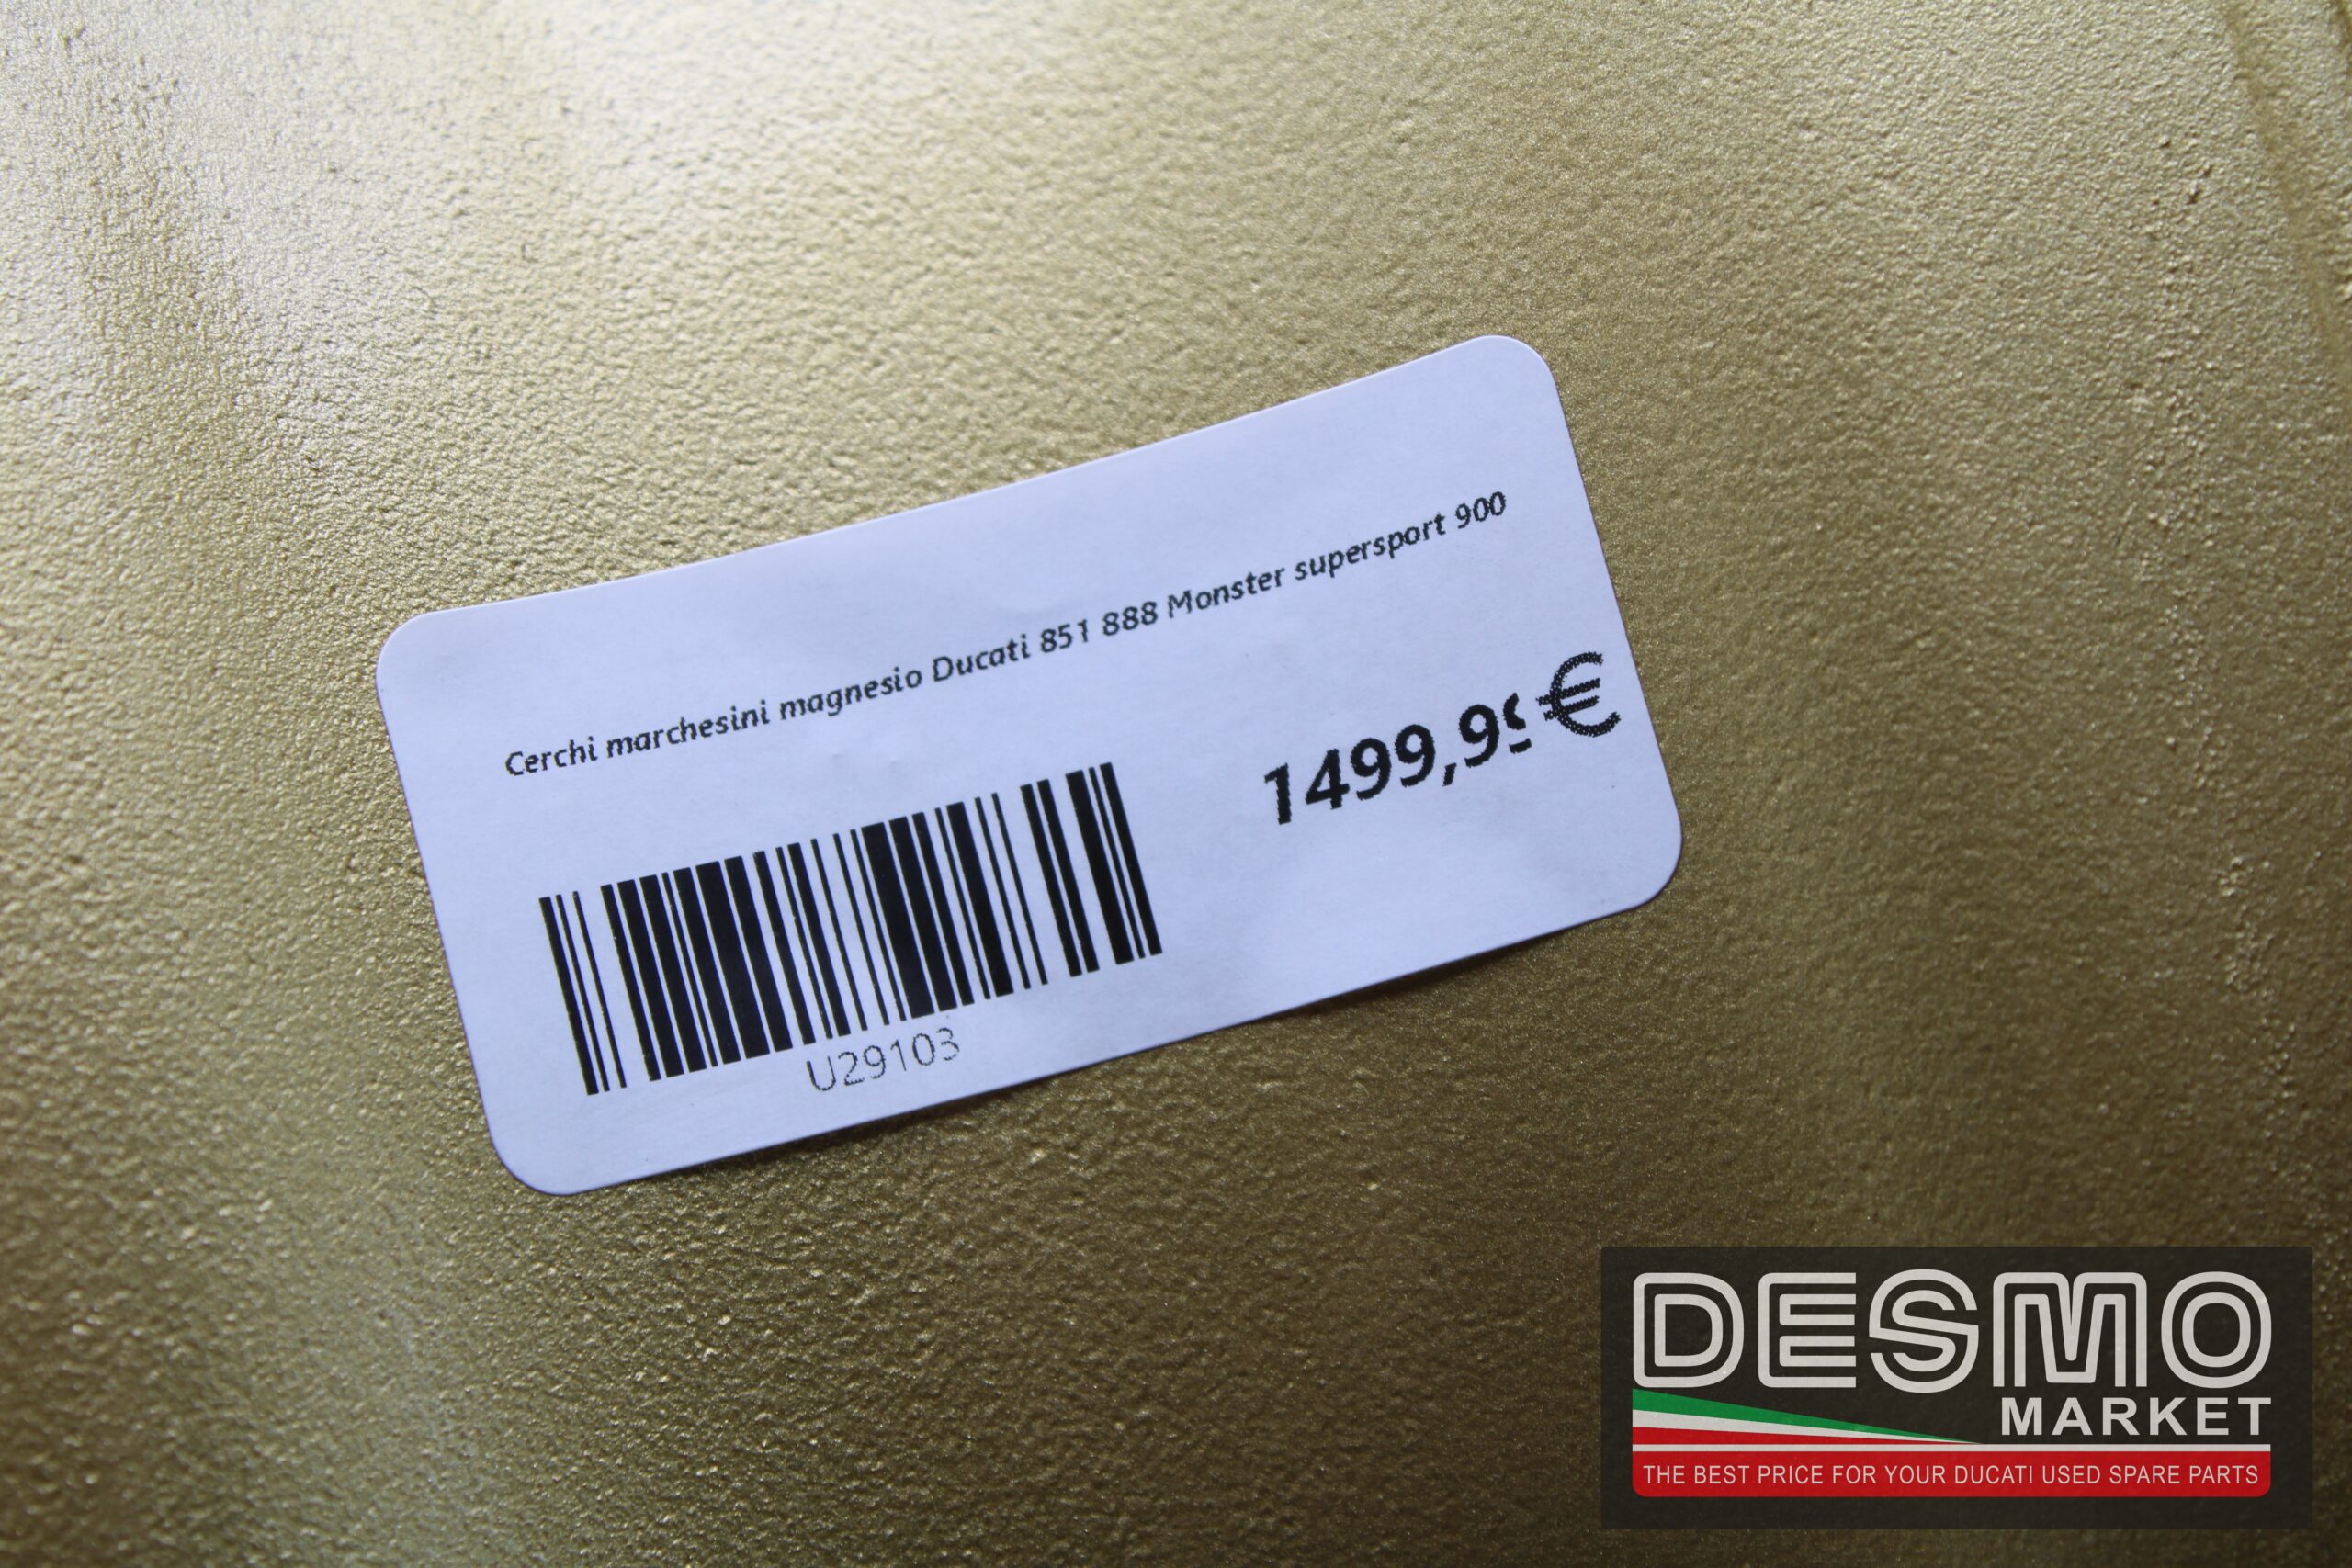 Cerchi marchesini magnesio Ducati 851 888 Monster supersport 900
1499,99 €
U29103
DESMO
MARKET
THE BEST PRICE FOR YOUR DUCATI USED SPARE PARTS